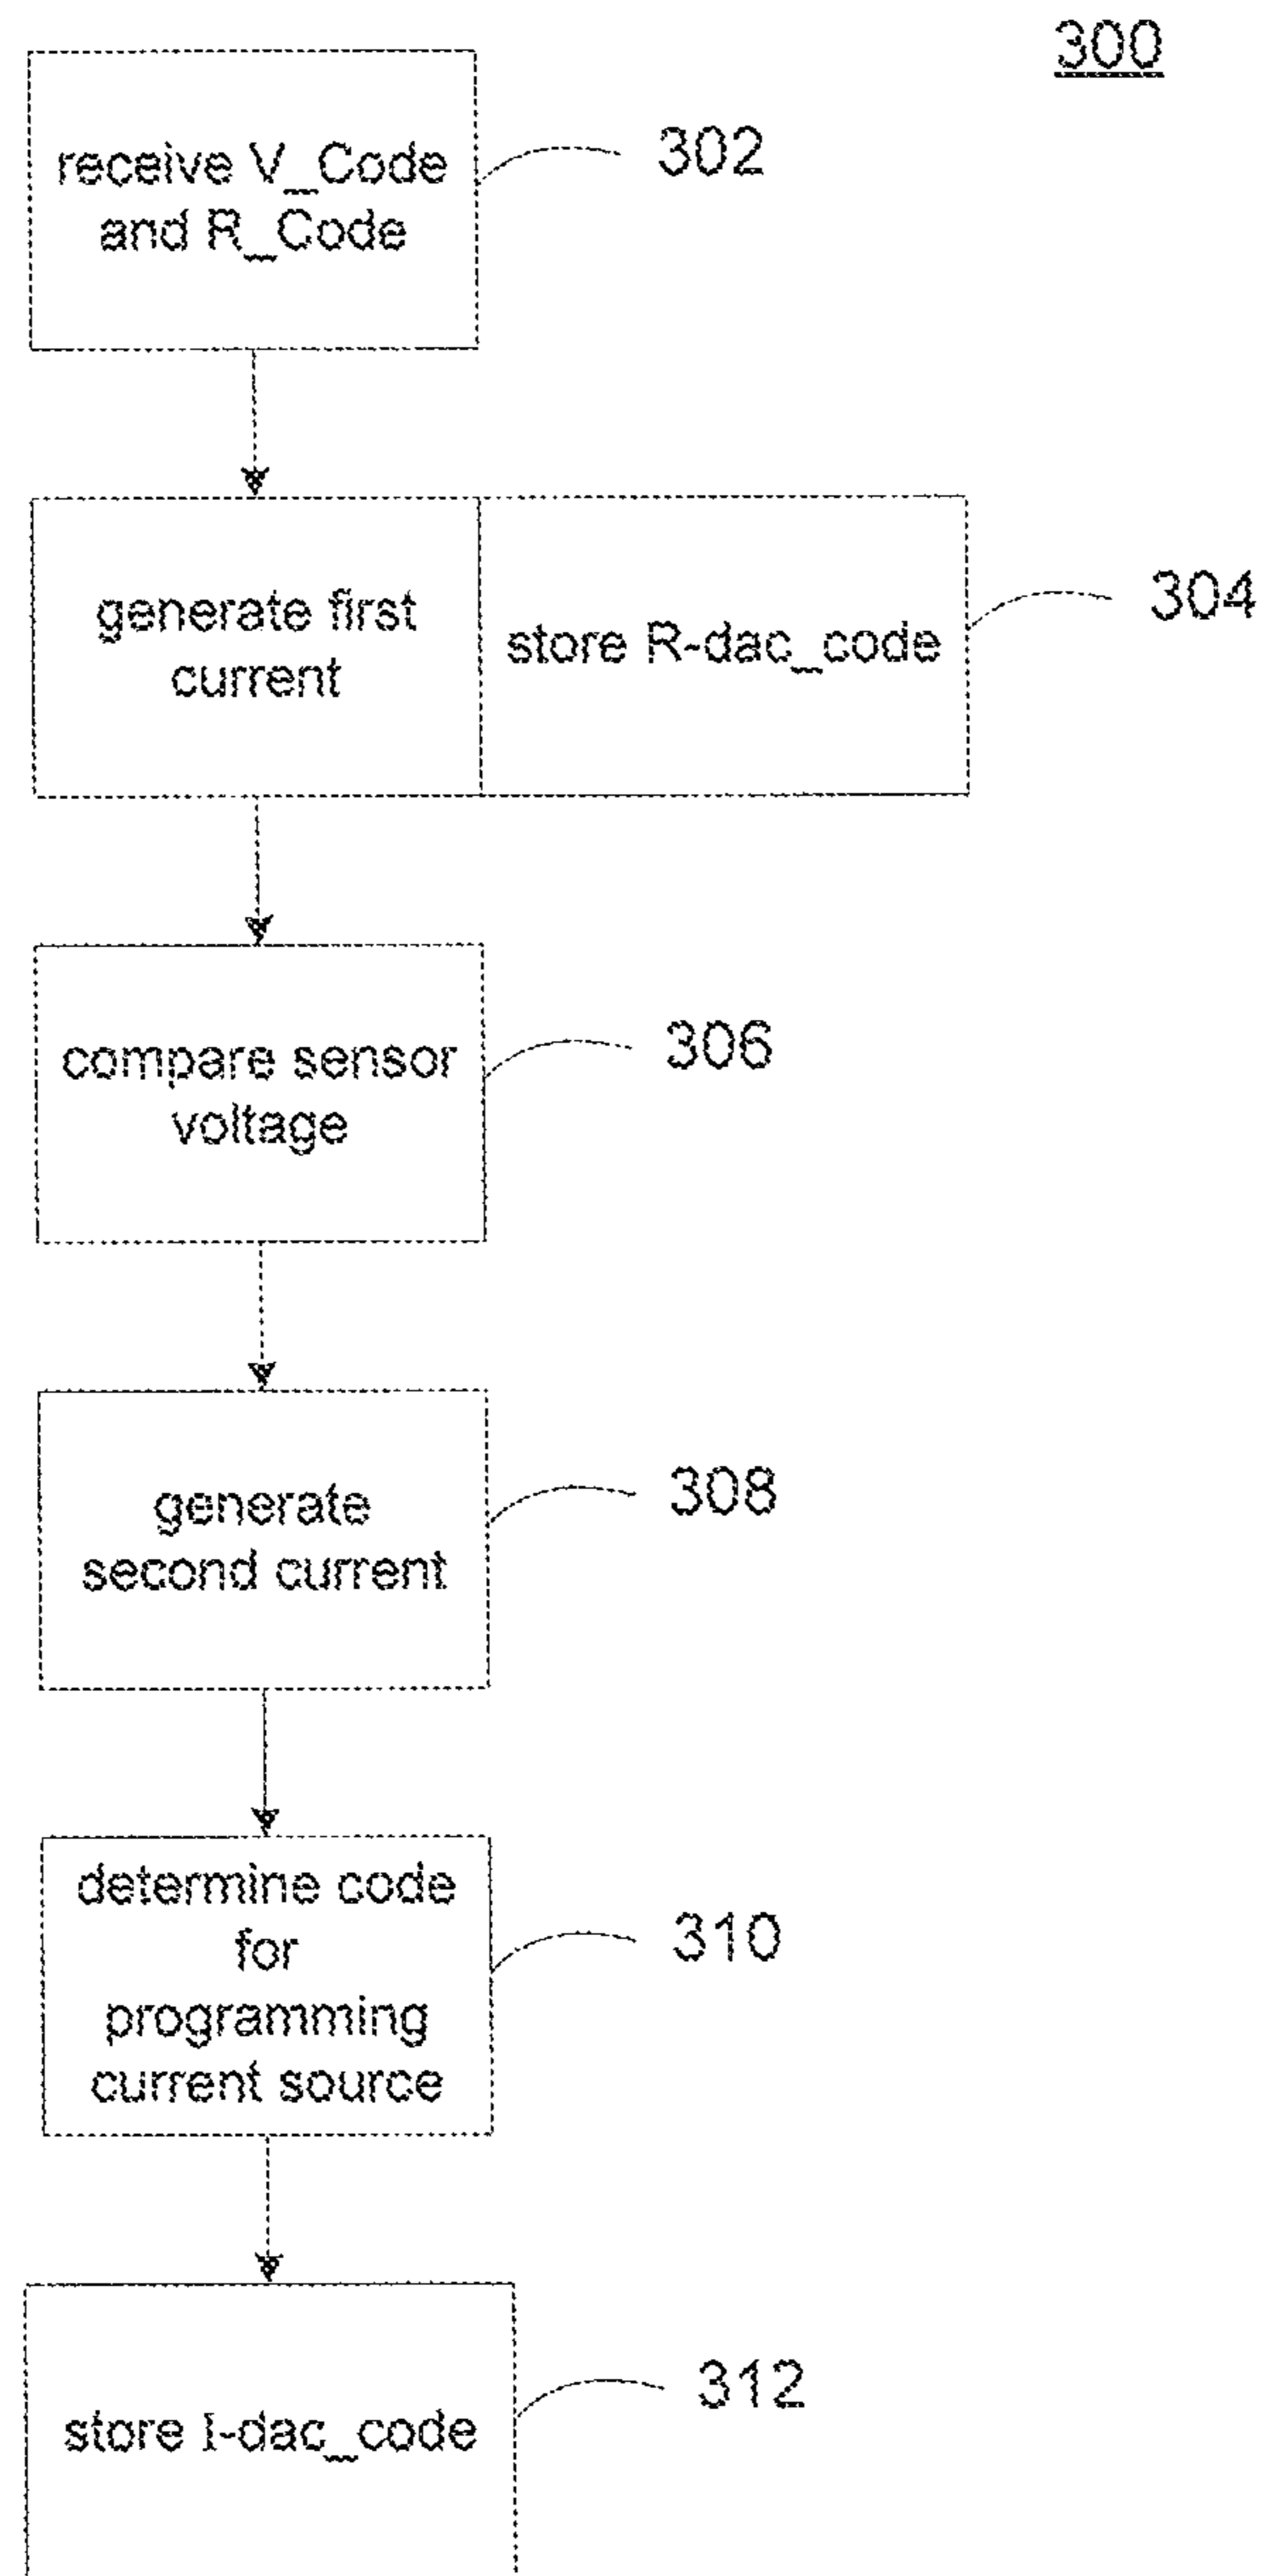 300
receive V_Code
and R_Code
302
generate first
current
store R-dac_code
304
compare sensor
voltage
306
generate
second current
308
determine code
for
programming
current source
310
store I-dac_code
312